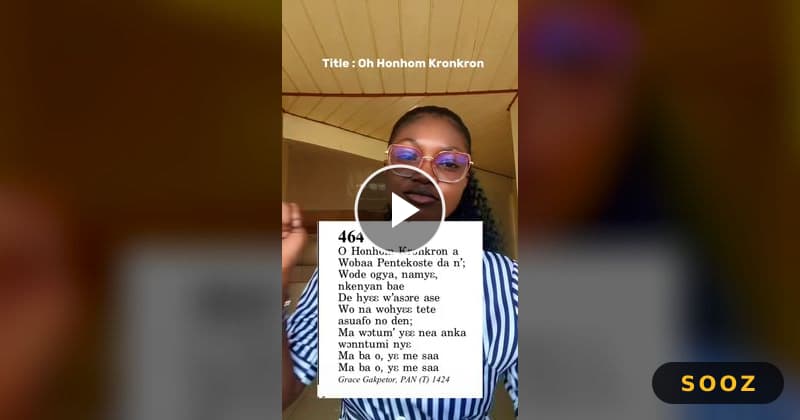 Title : Oh Honhom Kronkron
464
O Honhom Kronkron a
Wobaa Pentekoste da n';
Wode ogya, namyɛ,
nkenyan bae
De hyɛɛ w'asɔre ase
Wo na wohyɛɛ tete
asuafo no den;
Ma wɔtum' yɛɛ nea anka
wɔnntumi nyɛ
Ma ba o, yɛ me saa
Ma ba o, yɛ me saa
Grace Gakpetor, PAN (T) 1424
SOOZ